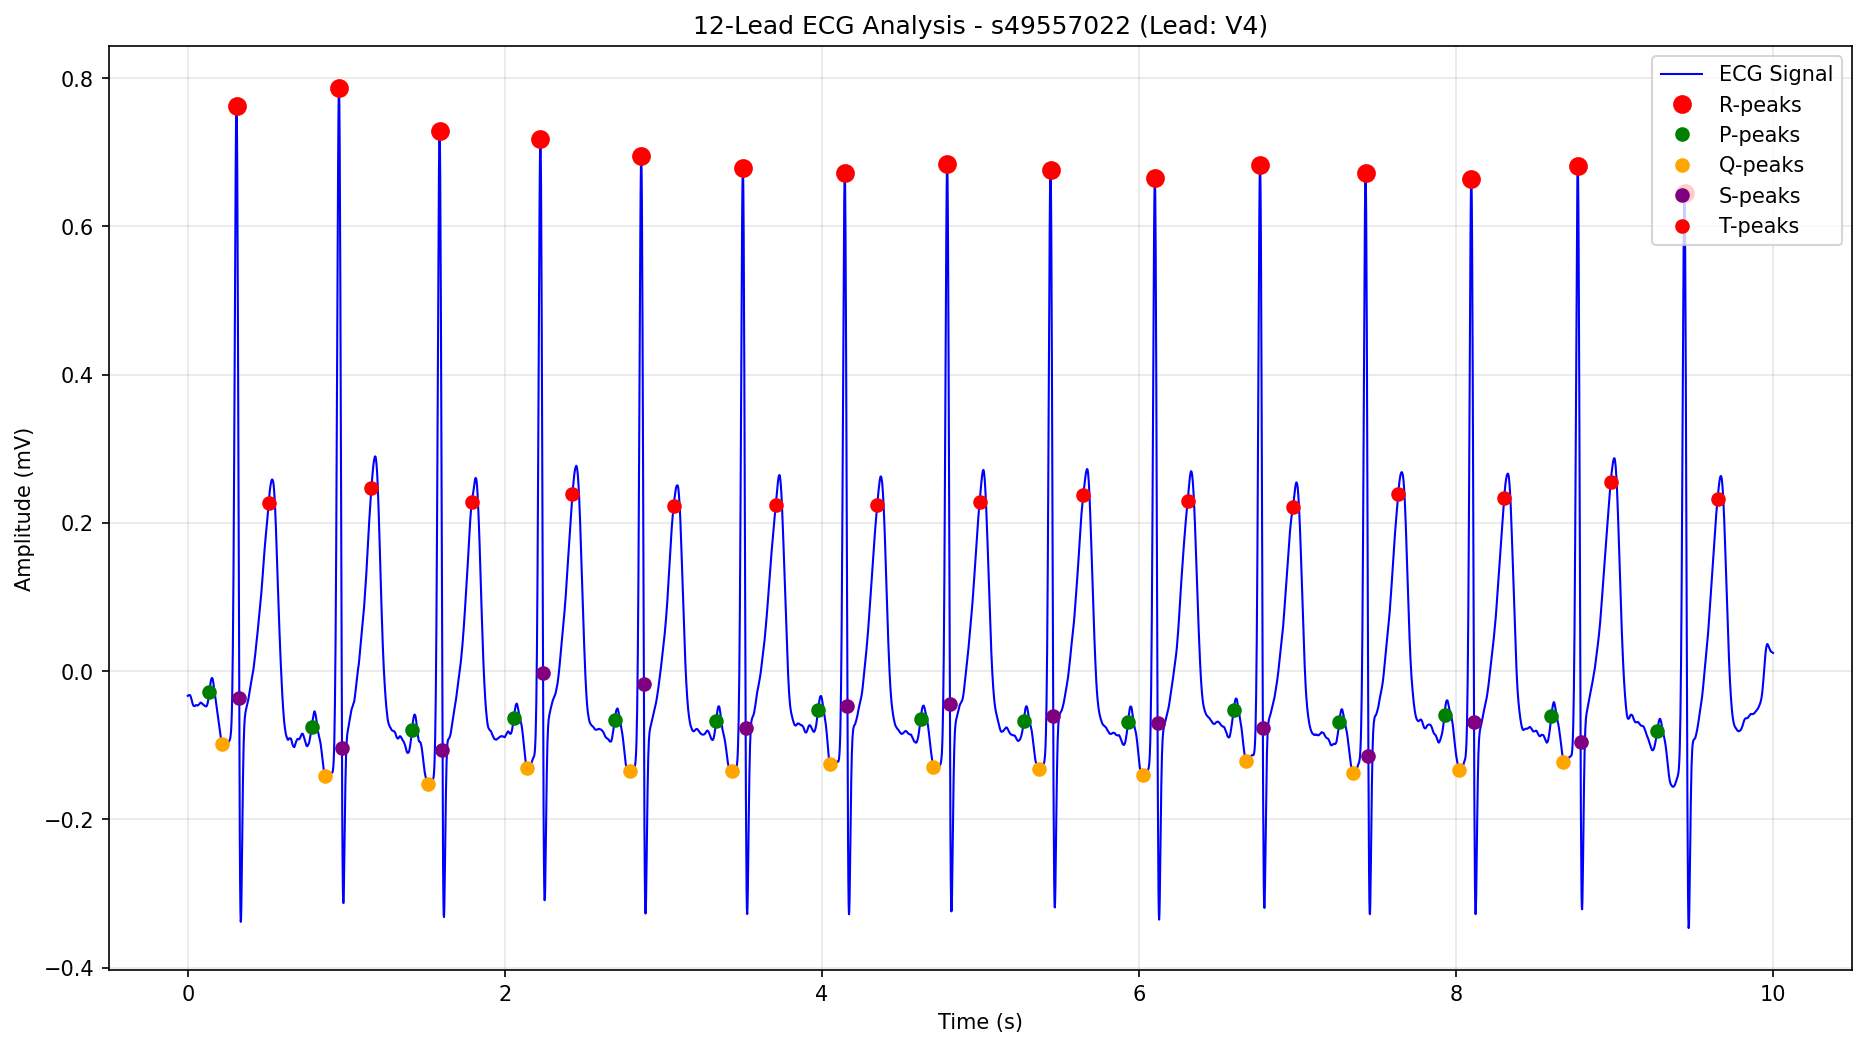 12-Lead ECG Analysis - s49557022 (Lead: V4)
ECG Signal
R-peaks
P-peaks
Q-peaks
S-peaks
T-peaks
Amplitude (mV)
0.8
0.6
0.4
0.2
0.0
−0.2
−0.4
0 2 4 6 8 10
Time (s)